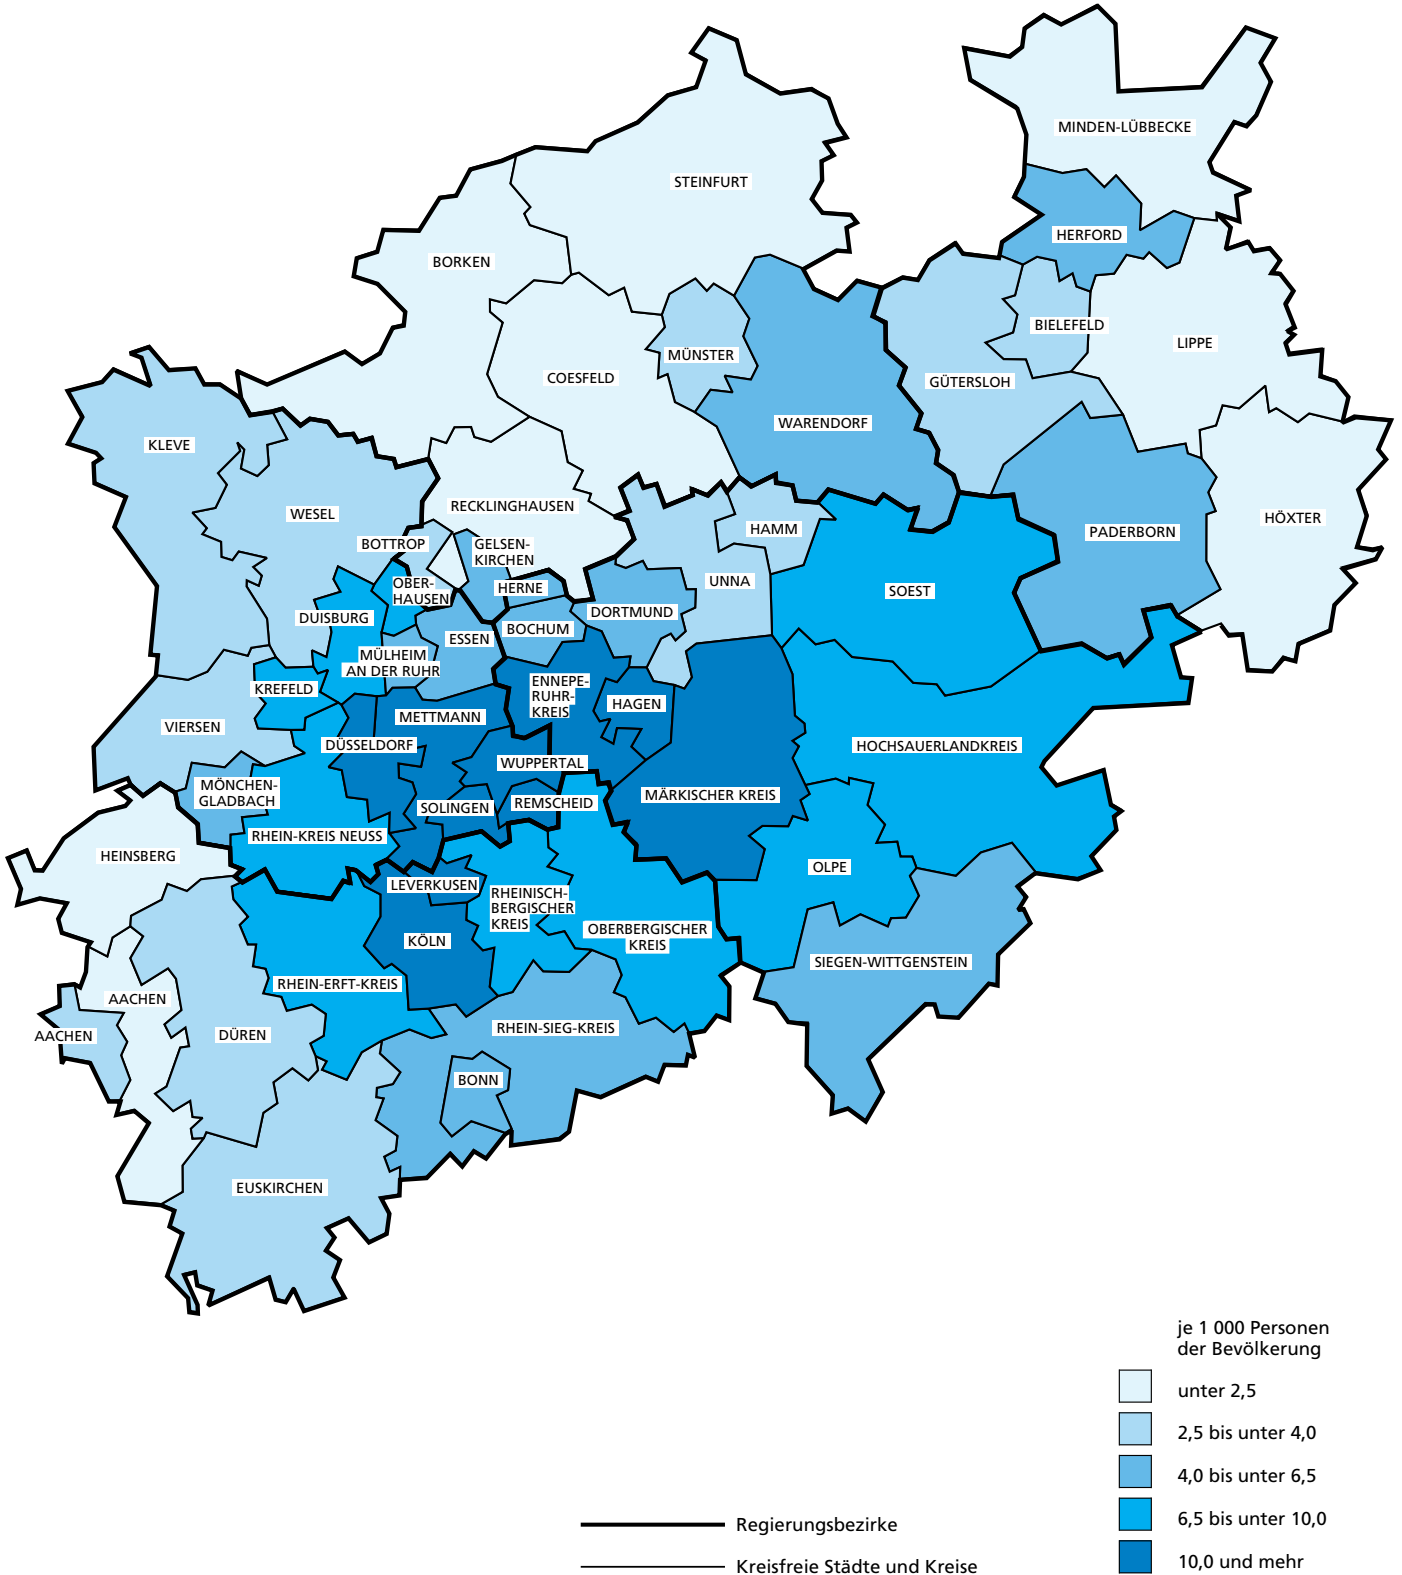 MINDEN-LÜBBECKE
STEINFURT
HERFORD
BORKEN
BIELEFELD
LIPPE
MÜNSTER
COESFELD
GÜTERSLOH
WARENDORF
KLEVE
RECKLINGHAUSEN
WESEL
HÖXTER
HAMM
PADERBORN
BOTTROP
GELSEN-
KIRCHEN
UNNA
OBER-
HAUSEN
HERNE
SOEST
DORTMUND
DUISBURG
BOCHUM
ESSEN
MÜLHEIM
AN DER RUHR
ENNEPE-
RUHR-
KREIS
KREFELD
HAGEN
METTMANN
VIERSEN
DÜSSELDORF
HOCHSAUERLANDKREIS
WUPPERTAL
MÖNCHEN-
GLADBACH
MÄRKISCHER KREIS
REMSCHEID
SOLINGEN
RHEIN-KREIS NEUSS
HEINSBERG
OLPE
LEVERKUSEN
RHEINISCH-
BERGISCHER
KREIS
OBERBERGISCHER
KREIS
KÖLN
SIEGEN-WITTGENSTEIN
RHEIN-ERFT-KREIS
AACHEN
RHEIN-SIEG-KREIS
AACHEN
DÜREN
BONN
EUSKIRCHEN
je 1 000 Personen
der Bevölkerung
unter 2,5
2,5 bis unter 4,0
4,0 bis unter 6,5
6,5 bis unter 10,0
10,0 und mehr
Regierungsbezirke
Kreisfreie Städte und Kreise